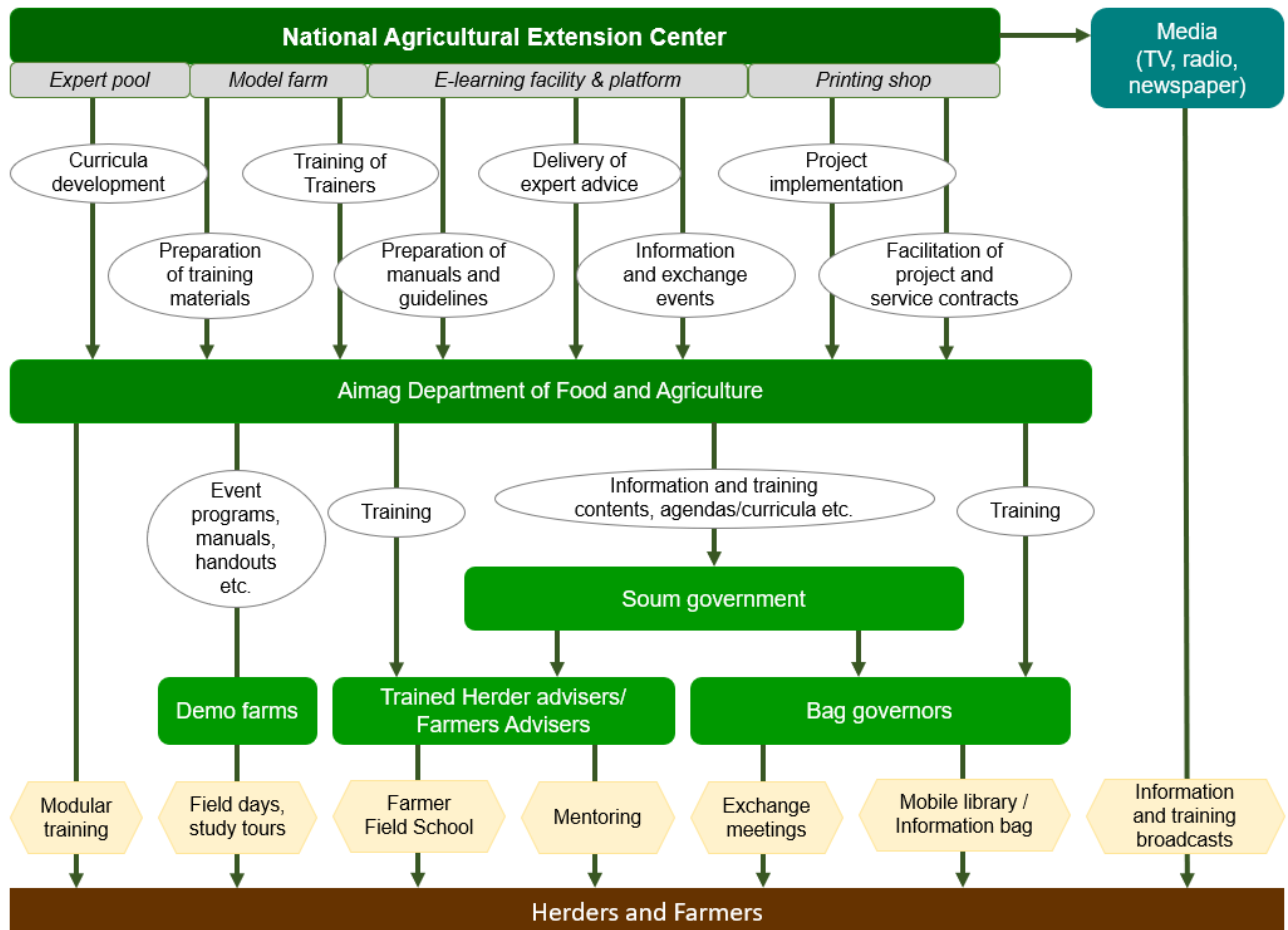 National Agricultural Extension Center
Media
(TV, radio,
newspaper)
Expert pool
Model farm
E-learning facility & platform
Printing shop
Curricula
development
Training of
Trainers
Delivery of
expert advice
Project
implementation
Preparation
of training
materials
Preparation of
manuals and
guidelines
Information
and exchange
events
Facilitation of
project and
service contracts
Aimag Department of Food and Agriculture
Event
programs,
manuals,
handouts
etc.
Training
Information and training
contents, agendas/curricula etc.
Training
Soum government
Demo farms
Trained Herder advisers/
Farmers Advisers
Bag governors
Modular
training
Field days,
study tours
Farmer
Field School
Mentoring
Exchange
meetings
Mobile library /
Information bag
Information
and training
broadcasts
Herders and Farmers